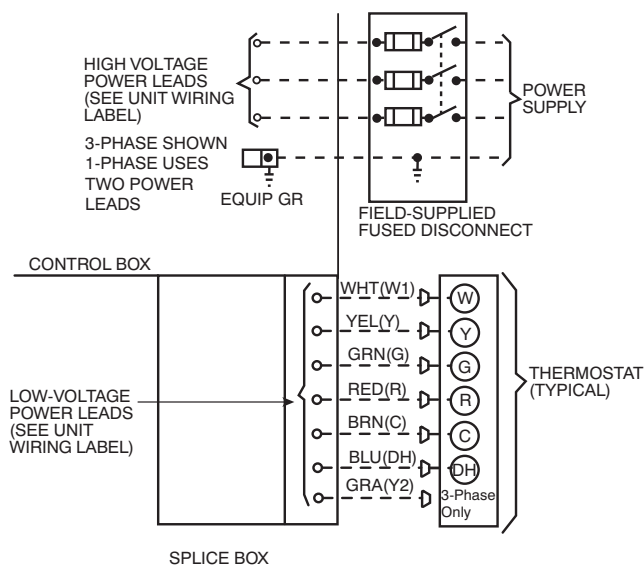 HIGH VOLTAGE
POWER LEADS
(SEE UNIT WIRING
LABEL)
POWER
SUPPLY
3-PHASE SHOWN
1-PHASE USES
TWO POWER
LEADS
EQUIP GR
FIELD-SUPPLIED
FUSED DISCONNECT
CONTROL BOX
LOW-VOLTAGE
POWER LEADS
(SEE UNIT
WIRING LABEL)
WHT(W1)
W
YEL(Y)
Y
GRN(G)
G
RED(R)
R
BRN(C)
C
BLU(DH)
DH
GRA(Y2)
3-Phase
Only
THERMOSTAT
(TYPICAL)
SPLICE BOX